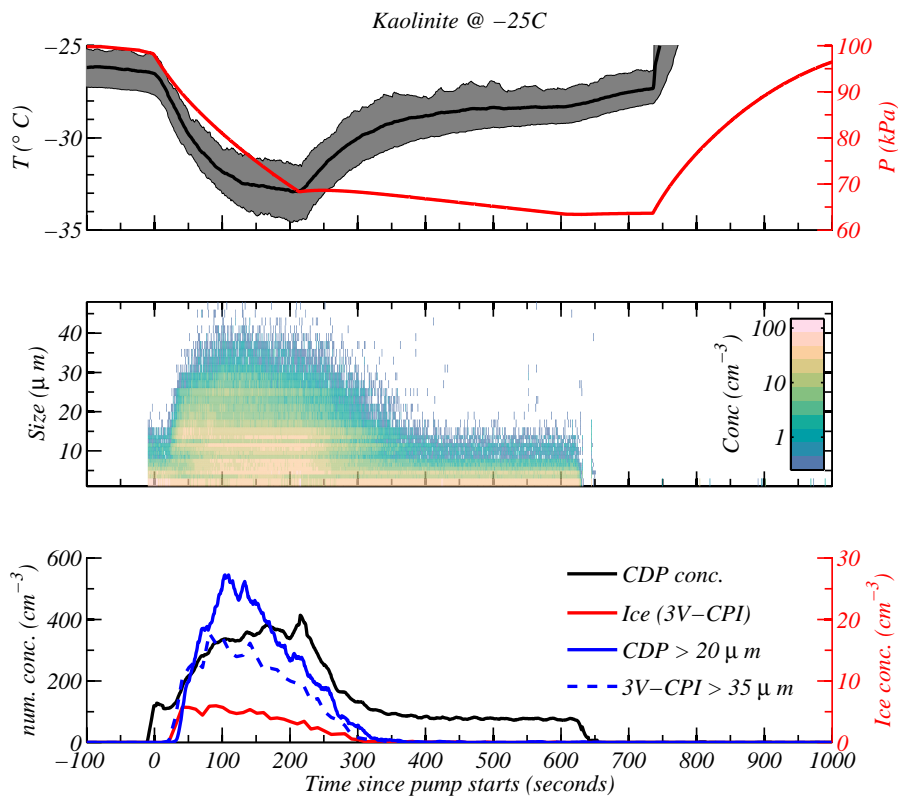 Kaolinite @ −25C
−25
−30
−35
T (° C)
100
90
80
70
60
P (kPa)
40
30
20
10
Size (μ m)
100
10
1
Conc (cm−3)
600
400
200
0
num. conc. (cm−3)
CDP conc.
Ice (3V−CPI)
CDP > 20 μ m
3V−CPI > 35 μ m
30
20
10
0
Ice conc. (cm−3)
−100 0 100 200 300 400 500 600 700 800 900 1000
Time since pump starts (seconds)